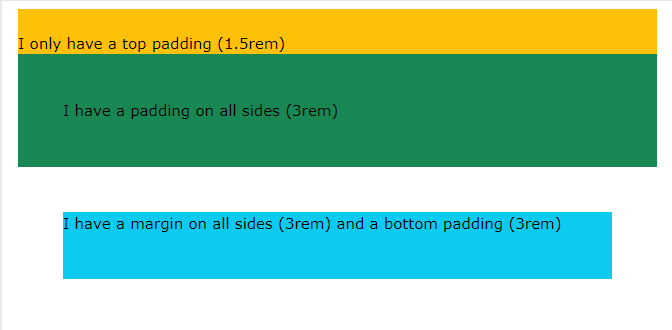 I only have a top padding (1.5rem)
I have a padding on all sides (3rem)
I have a margin on all sides (3rem) and a bottom padding (3rem)